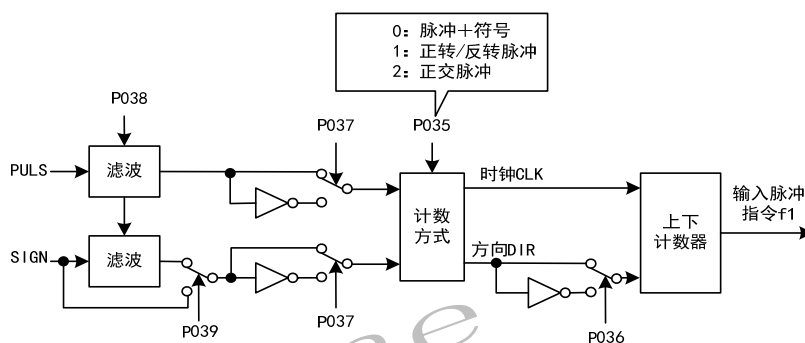 0：脉冲＋符号
1：正转/反转脉冲
2：正交脉冲
P038
P037
P035
PULS
滤波
时钟CLK
计数
方式
上下
计数器
输入脉冲
指令f1
SIGN
滤波
方向DIR
P039
P037
P036